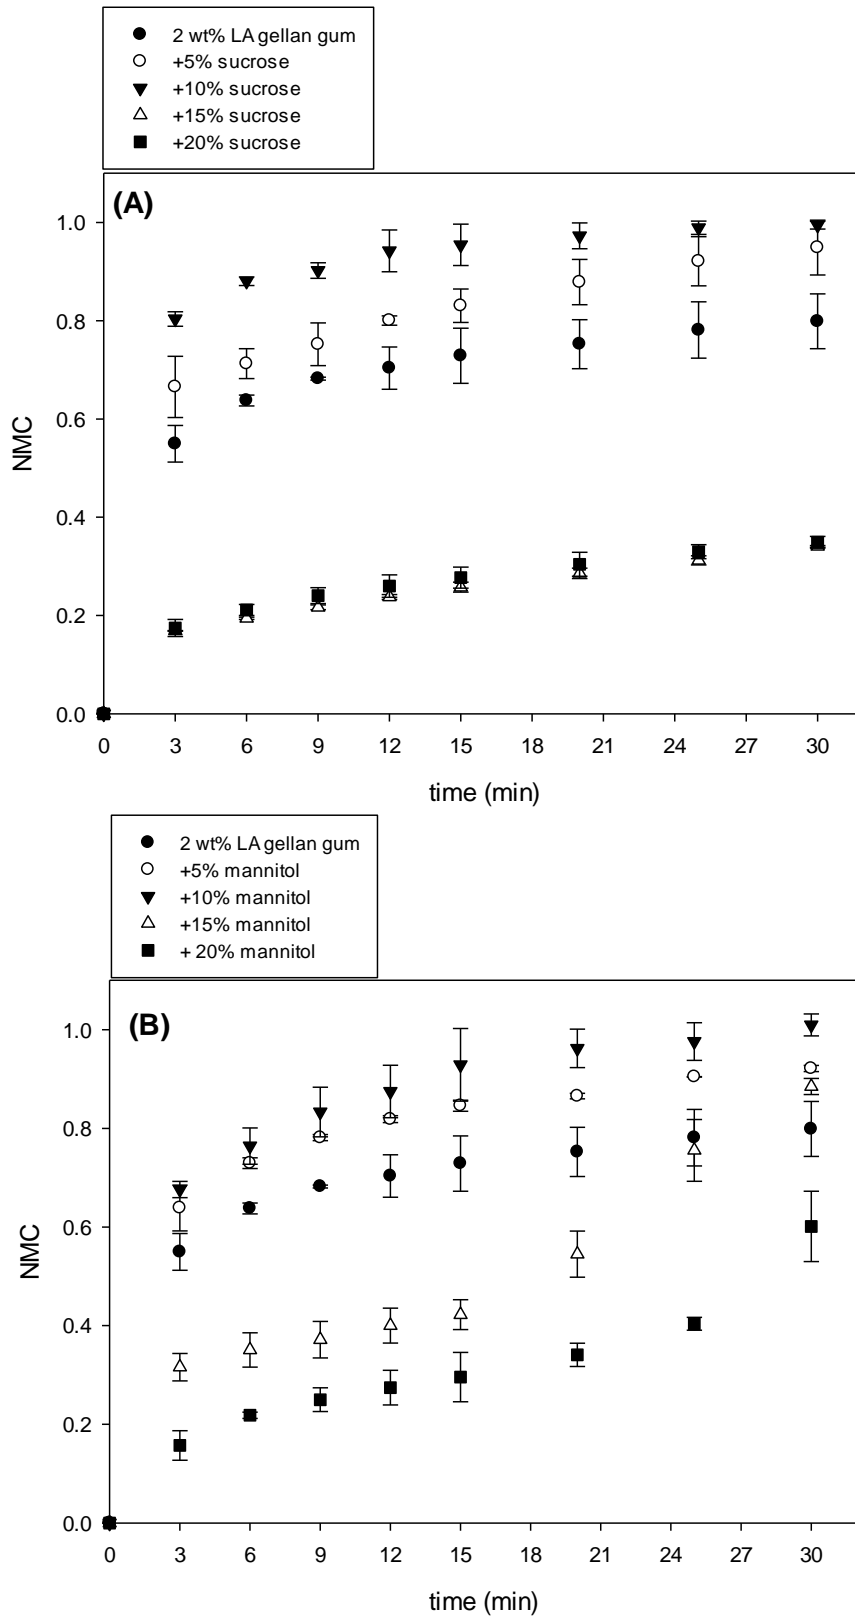 2 wt% LA gellan gum
+5% sucrose
+10% sucrose
+15% sucrose
+20% sucrose
(A)
NMC
1.0
0.8
0.6
0.4
0.2
0.0
0 3 6 9 12 15 18 21 24 27 30
time (min)
2 wt% LA gellan gum
+5% mannitol
+10% mannitol
+15% mannitol
+ 20% mannitol
(B)
NMC
1.0
0.8
0.6
0.4
0.2
0.0
0 3 6 9 12 15 18 21 24 27 30
time (min)